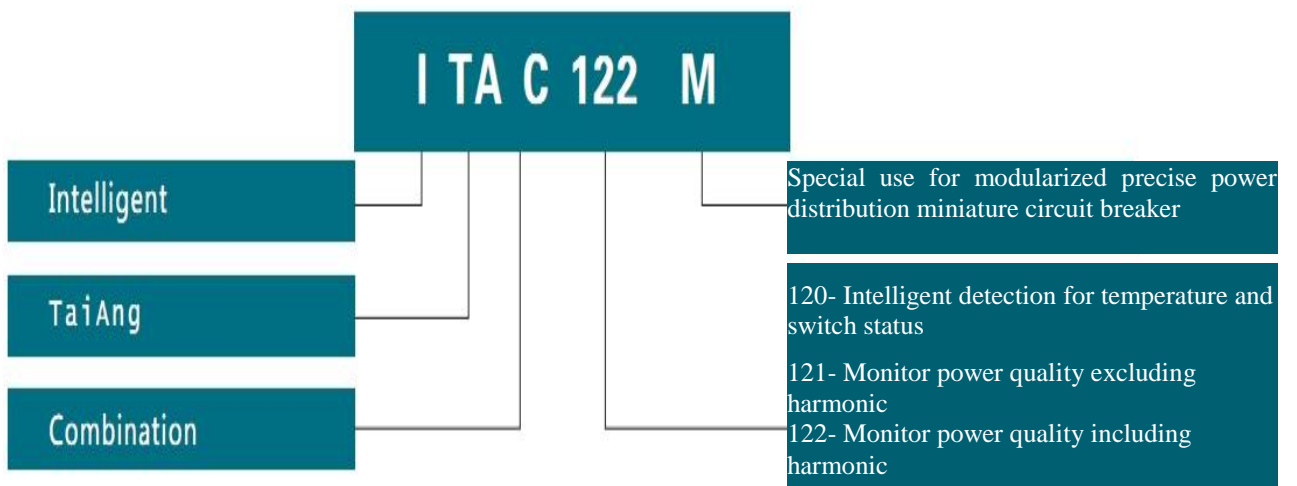 I TA C 122 M
Intelligent
TaiAng
Combination
Special use for modularized precise power
distribution miniature circuit breaker
120- Intelligent detection for temperature and
switch status
121- Monitor power quality excluding
harmonic
122- Monitor power quality including
harmonic